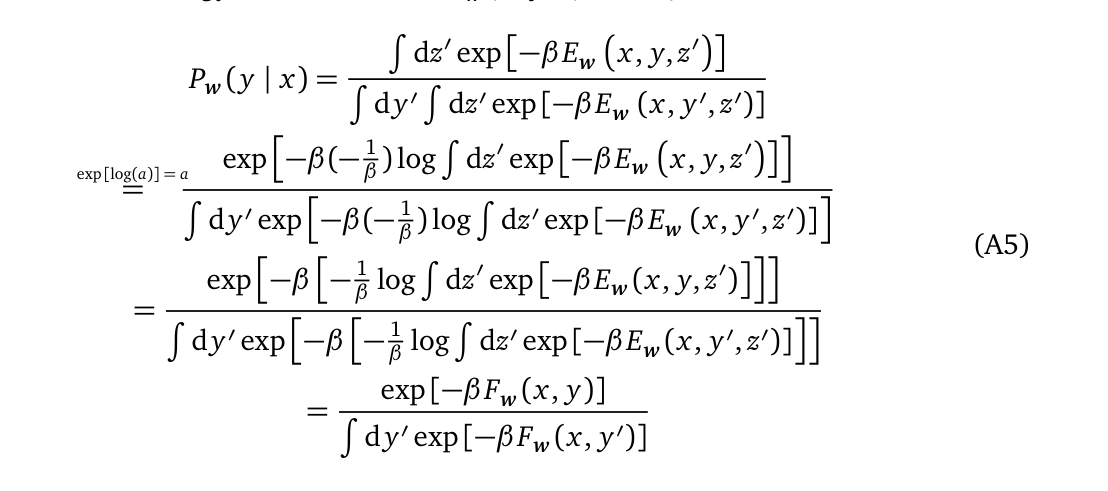 P_w(y | x) = ∫ dz′ exp[−βE_w (x, y, z′)] / ∫ dy′ ∫ dz′ exp[−βE_w (x, y′, z′)]
exp[log(a)] = a
= exp[−β(−1/β) log ∫ dz′ exp[−βE_w (x, y, z′)]] / ∫ dy′ exp[−β(−1/β) log ∫ dz′ exp[−βE_w (x, y′, z′)]]
(A5)
= exp[−β[−1/β log ∫ dz′ exp[−βE_w(x, y, z′)]]] / ∫ dy′ exp[−β[−1/β log ∫ dz′ exp[−βE_w(x, y′, z′)]]]
= exp[−βF_w(x, y)] / ∫ dy′ exp[−βF_w(x, y′)]